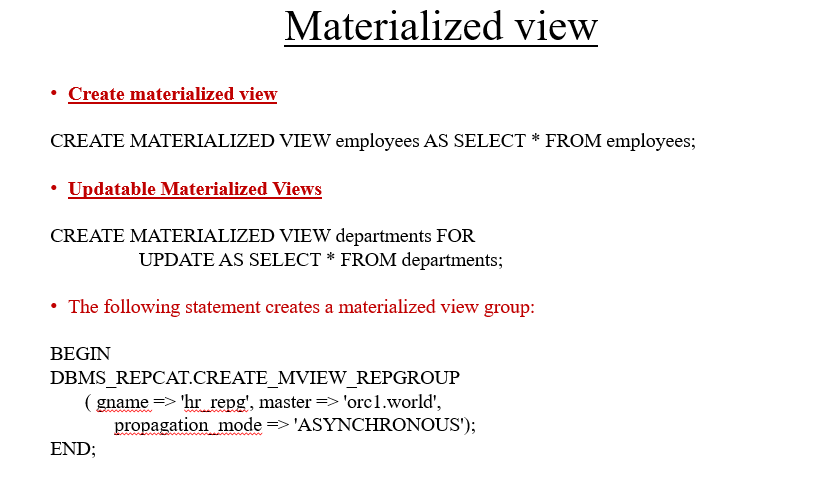 Materialized view
• Create materialized view
CREATE MATERIALIZED VIEW employees AS SELECT * FROM employees;
• Updatable Materialized Views
CREATE MATERIALIZED VIEW departments FOR
UPDATE AS SELECT * FROM departments;
• The following statement creates a materialized view group:
BEGIN
DBMS_REPCAT.CREATE_MVIEW_REPGROUP
( gname => 'hr_repg', master => 'orc1.world',
propagation_mode => 'ASYNCHRONOUS');
END;